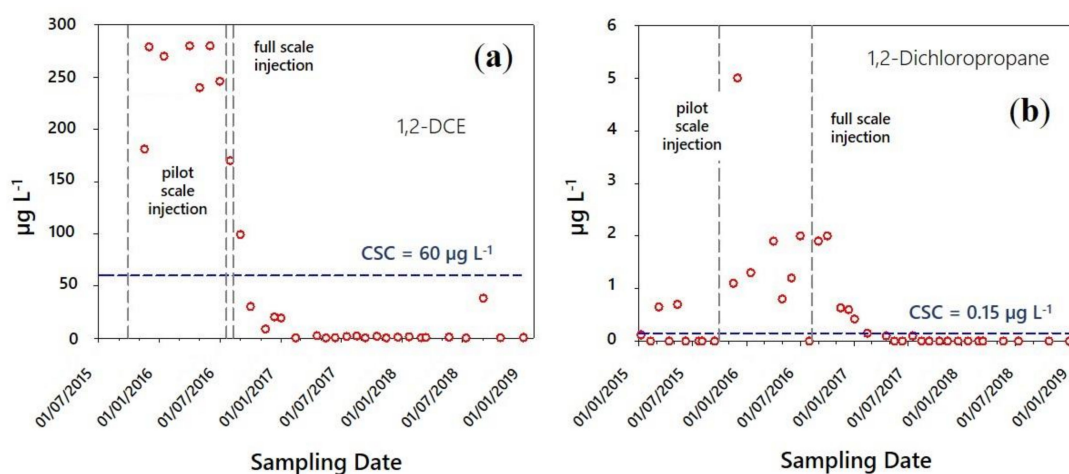 300
250
200
150
100
50
0
µg L-1
(a)
full scale
injection
1,2-DCE
pilot
scale
injection
CSC = 60 µg L-1
01/07/2015
01/01/2016
01/07/2016
01/01/2017
01/07/2017
01/01/2018
01/07/2018
01/01/2019
Sampling Date
6
5
4
3
2
1
0
µg L-1
1,2-Dichloropropane
(b)
pilot
scale
injection
full scale
injection
CSC = 0.15 µg L-1
01/01/2015
01/07/2015
01/01/2016
01/07/2016
01/01/2017
01/07/2017
01/01/2018
01/07/2018
01/01/2019
Sampling Date